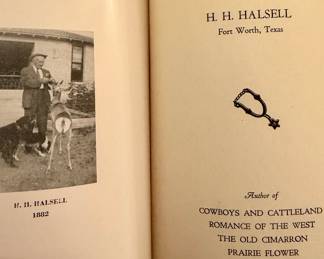 H. H. HALSELL
1882
H. H. HALSELL
Fort Worth, Texas
Author of
COWBOYS AND CATTLELAND
ROMANCE OF THE WEST
THE OLD CIMARRON
PRAIRIE FLOWER